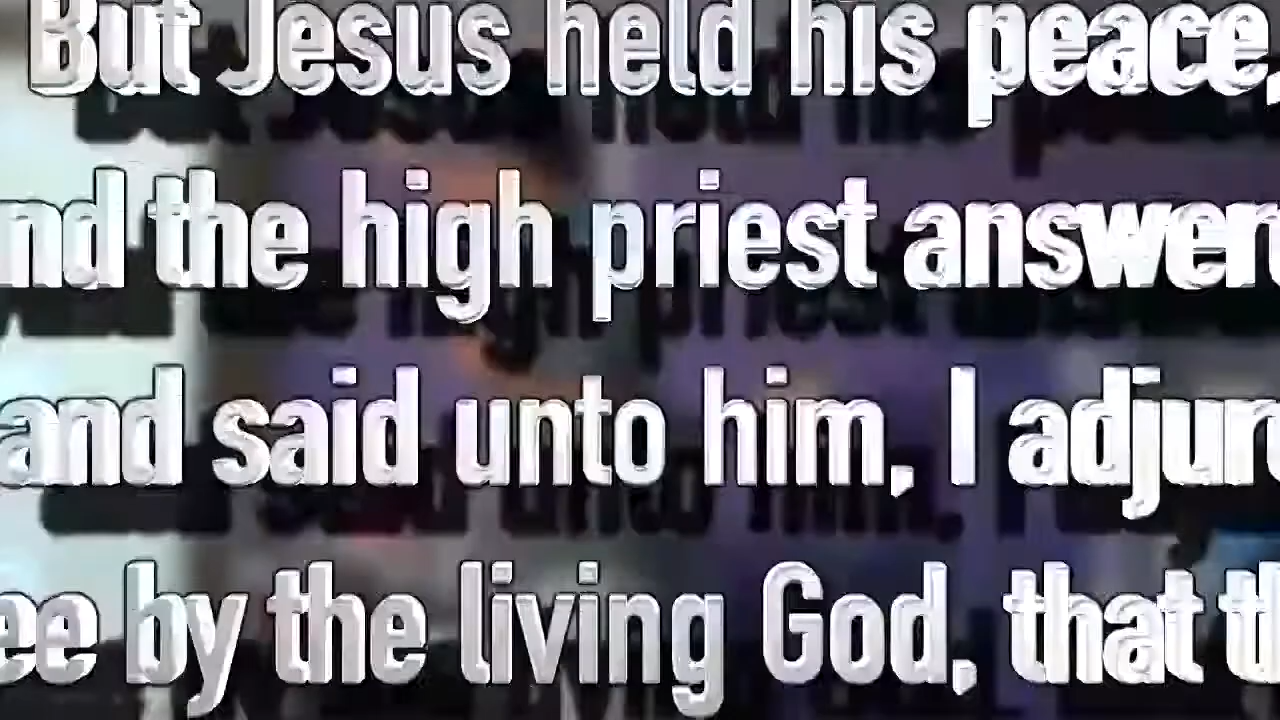 But Jesus held his peace,
nd the high priest answer
and said unto him, I adjur
ee by the living God, that t